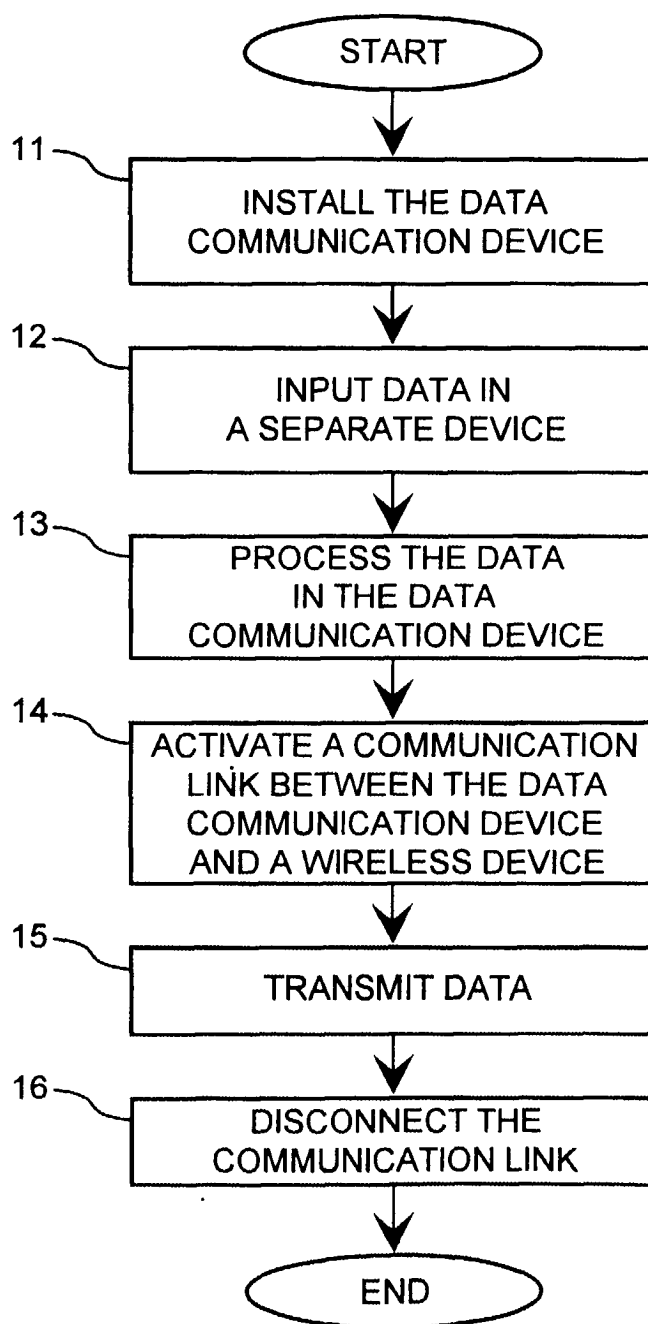 START
11
INSTALL THE DATA
COMMUNICATION DEVICE
12
INPUT DATA IN
A SEPARATE DEVICE
13
PROCESS THE DATA
IN THE DATA
COMMUNICATION DEVICE
14
ACTIVATE A COMMUNICATION
LINK BETWEEN THE DATA
COMMUNICATION DEVICE
AND A WIRELESS DEVICE
15
TRANSMIT DATA
16
DISCONNECT THE
COMMUNICATION LINK
END